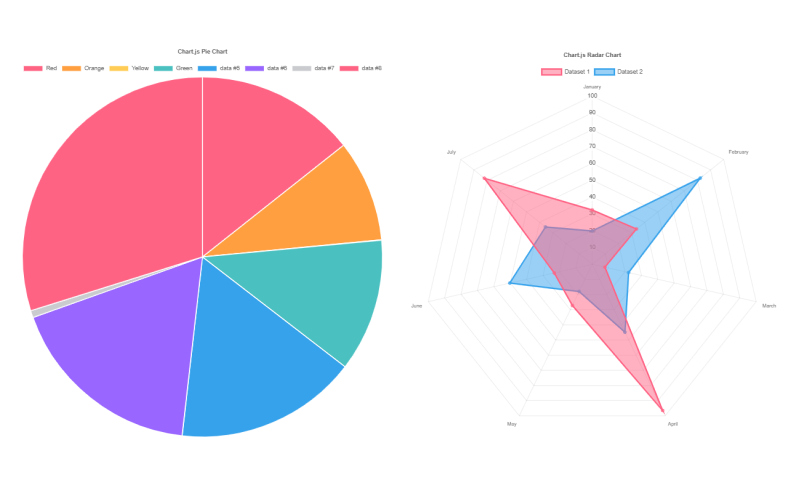 Chart.js Pie Chart
Red Orange Yellow Green data #5 data #6 data #7 data #8
Chart.js Radar Chart
Dataset 1 Dataset 2
January
100
90
80
70
60
50
40
30
20
10
February
March
April
May
June
July